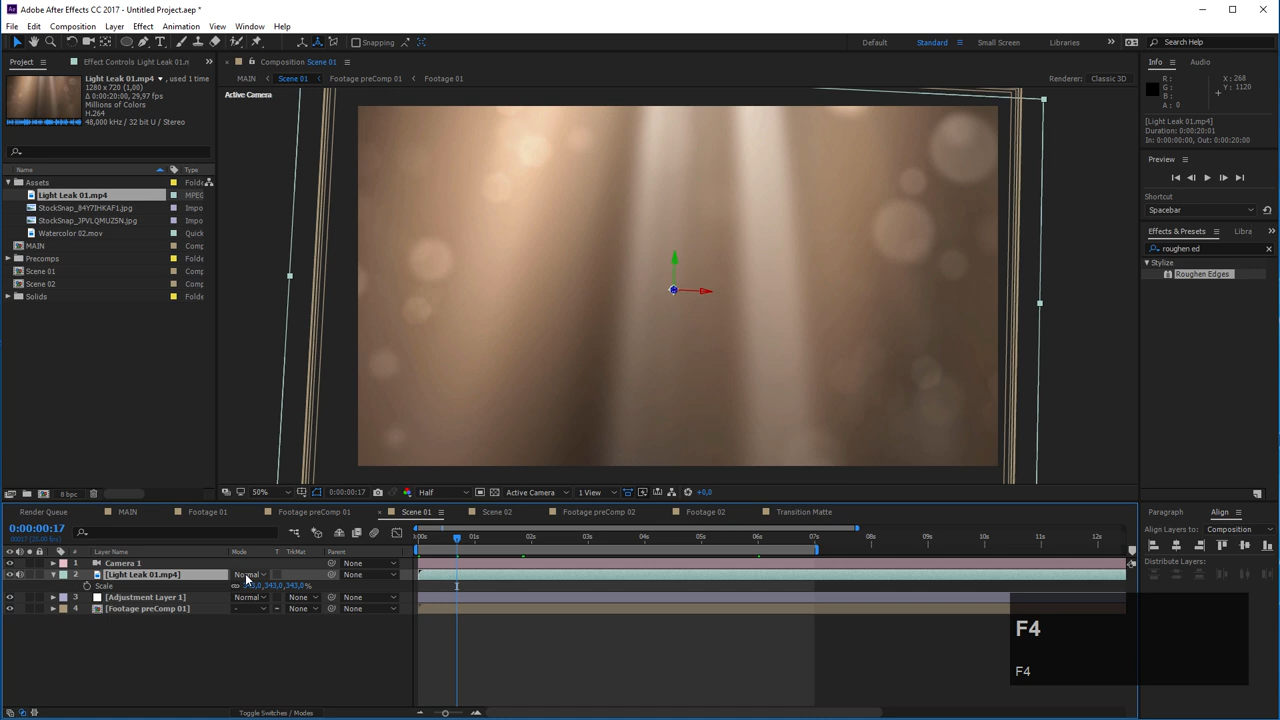 Adobe After Effects CC 2017 - Untitled Project.aep *
File Edit Composition Layer Effect Animation View Window Help
Snapping
Default Standard Small Screen Libraries Search Help
Project Effect Controls Light Leak 01.m
Composition Scene 01
Info Audio
Light Leak 01.mp4 , used 1 time
1280 x 720 (1,00)
Δ 0:00:20:00, 29,97 fps
Millions of Colors
H.264
48,000 kHz / 32 bit U / Stereo
MAIN Scene 01 Footage preComp 01 Footage 01
Renderer: Classic 3D
Active Camera
R :
G :
B :
A : 0
X : 268
Y : 1120
[Light Leak 01.mp4]
Duration: 0:00:20:01
In: 0:00:00:00, Out: 0:00:20:00
Preview
Shortcut
Spacebar
Effects & Presets Libra
roughen ed
Stylize
Roughen Edges
Name Type
Assets Folde
Light Leak 01.mp4 MPEG
StockSnap_84Y7IHKAF1.jpg Impo
StockSnap_JPVLQMUZ5N.jpg Impo
Watercolor 02.mov Quick
MAIN Comp
Precomps Folde
Scene 01 Comp
Scene 02 Comp
Solids Folde
8 bpc
50% 0:00:00:17 Half Active Camera 1 View +0,0
Render Queue MAIN Footage 01 Footage preComp 01 Scene 01 Scene 02 Footage preComp 02 Footage 02 Transition Matte
Paragraph Align
0:00:00:17
00017 (25.00 fps)
Align Layers to: Composition
Distribute Layers:
# Layer Name Mode T TrkMat Parent
:00s 01s 02s 03s 04s 05s 06s 07s 08s 09s 10s 11s 12s
1 Camera 1 None
2 [Light Leak 01.mp4] Normal None
Scale 343,0,343,0,343,0%
3 [Adjustment Layer 1] Normal None None
4 [Footage preComp 01] - None None
F4
F4
Toggle Switches / Modes